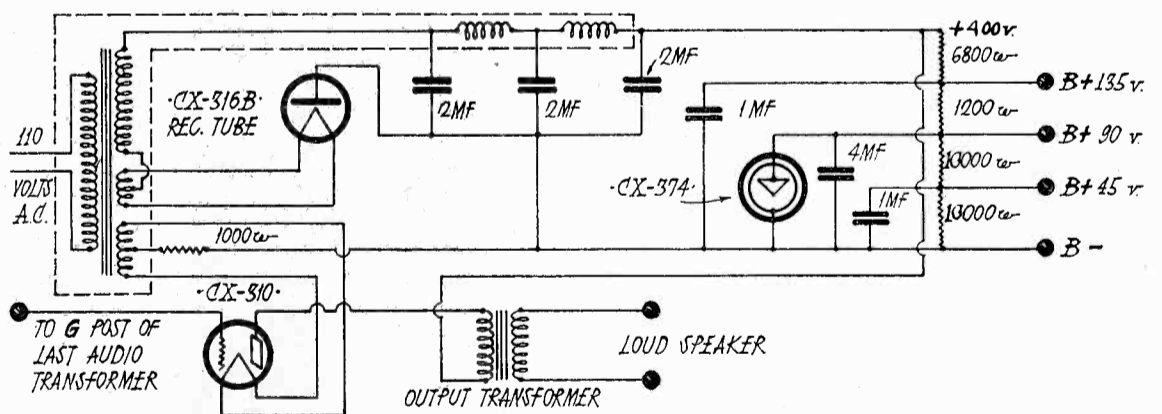 110
VOLTS
A.C.
·CX-316B·
REC. TUBE
2MF
2MF
2MF
1MF
·CX-374·
4MF
1MF
+400v.
6800ω
B+135 v.
1200ω
B+ 90 v.
10000ω
B+ 45 v.
10000ω
B -
1000ω
·CX-310·
TO G POST OF
LAST AUDIO
TRANSFORMER
OUTPUT TRANSFORMER
LOUD SPEAKER